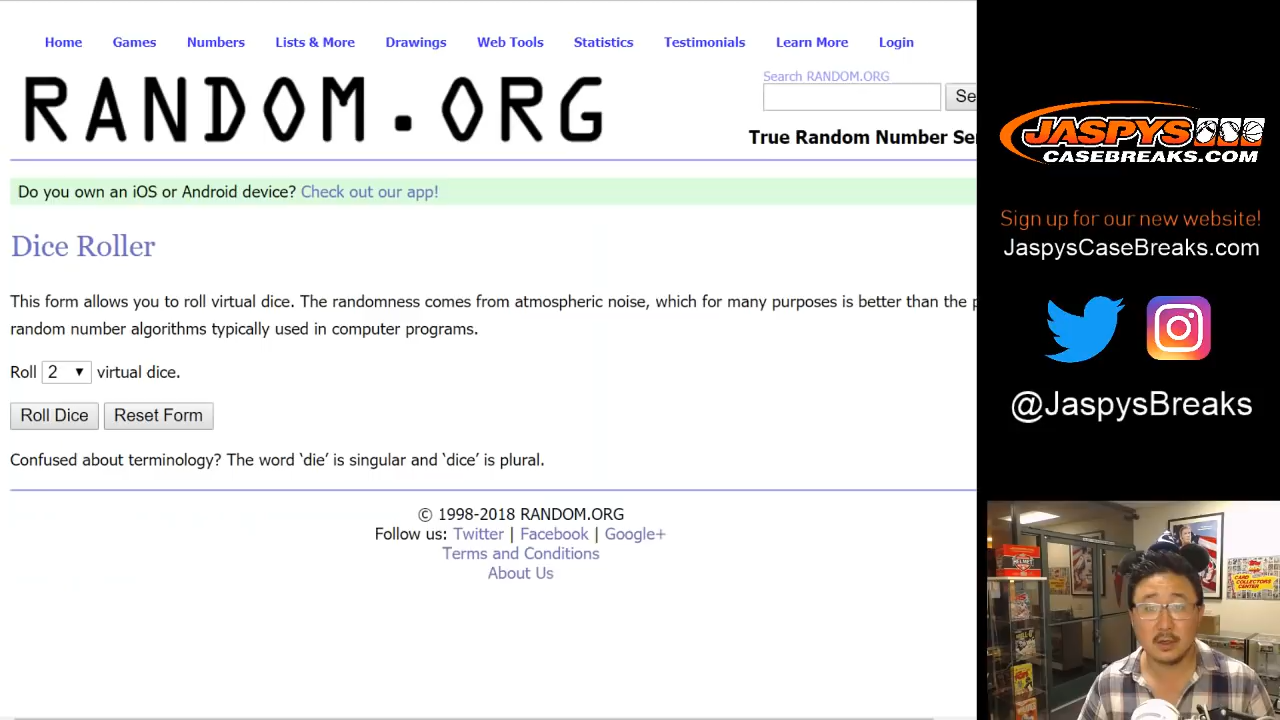 Home Games Numbers Lists & More Drawings Web Tools Statistics Testimonials Learn More Login
RANDOM.ORG
Search RANDOM.ORG
Se
True Random Number Ser
Do you own an iOS or Android device? Check out our app!
Dice Roller
This form allows you to roll virtual dice. The randomness comes from atmospheric noise, which for many purposes is better than the p
random number algorithms typically used in computer programs.
Roll 2 virtual dice.
Roll Dice Reset Form
Confused about terminology? The word ‘die’ is singular and ‘dice’ is plural.
© 1998-2018 RANDOM.ORG
Follow us: Twitter | Facebook | Google+
Terms and Conditions
About Us
JASPYS
CASEBREAKS.COM
Sign up for our new website!
JaspysCaseBreaks.com
@JaspysBreaks
HELMET
CARD
COLLECTORS
CENTER